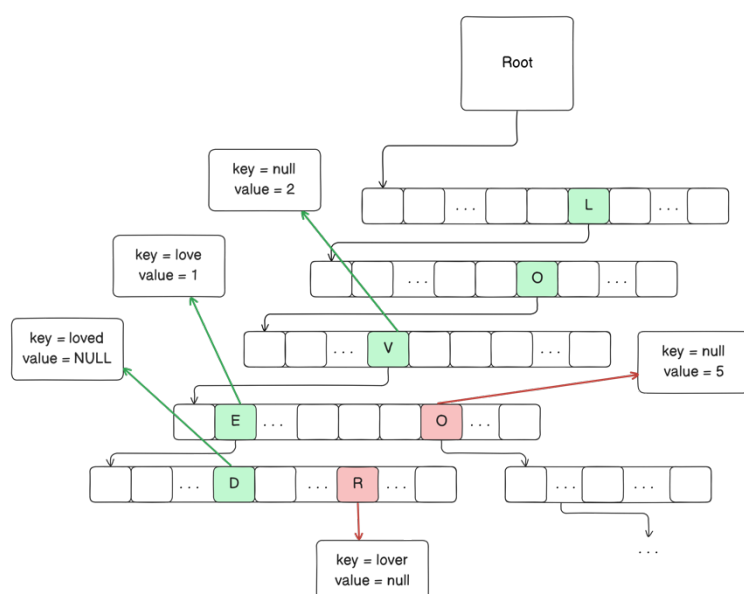 Root
key = null
value = 2
... L ...
key = love
value = 1
... O ...
key = loved
value = NULL
... V ...
key = null
value = 5
E ... O ...
... D ... R ...
... ...
...
key = lover
value = null